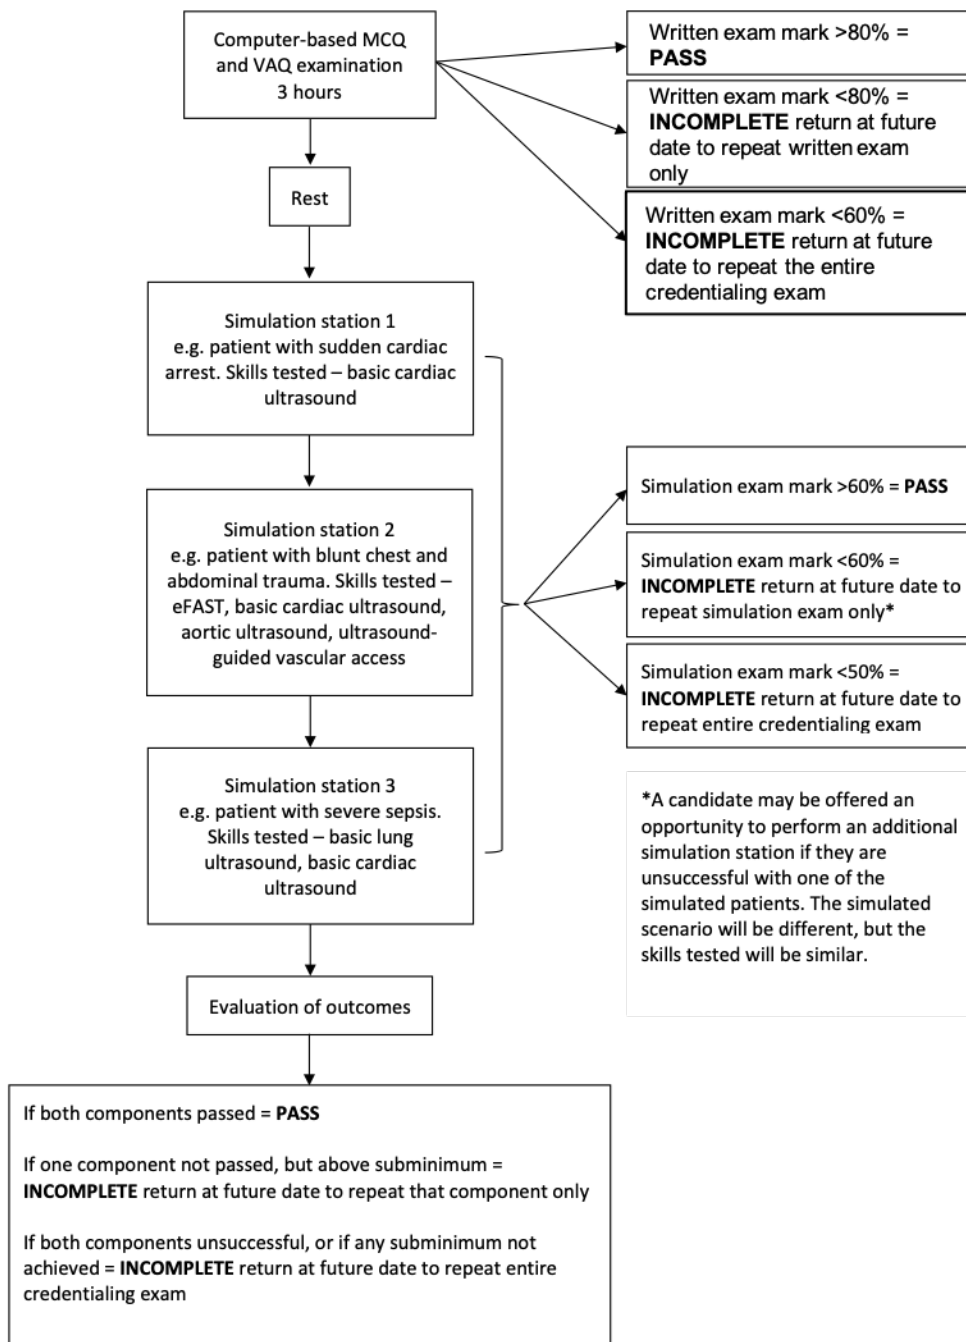 Computer-based MCQ
and VAQ examination
3 hours
Written exam mark >80% =
PASS
Written exam mark <80% =
INCOMPLETE return at future
date to repeat written exam
only
Written exam mark <60% =
INCOMPLETE return at future
date to repeat the entire
credentialing exam
Rest
Simulation station 1
e.g. patient with sudden cardiac
arrest. Skills tested – basic cardiac
ultrasound
Simulation station 2
e.g. patient with blunt chest and
abdominal trauma. Skills tested –
eFAST, basic cardiac ultrasound,
aortic ultrasound, ultrasound-
guided vascular access
Simulation station 3
e.g. patient with severe sepsis.
Skills tested – basic lung
ultrasound, basic cardiac
ultrasound
Simulation exam mark >60% = PASS
Simulation exam mark <60% =
INCOMPLETE return at future date to
repeat simulation exam only*
Simulation exam mark <50% =
INCOMPLETE return at future date to
repeat entire credentialing exam
*A candidate may be offered an
opportunity to perform an additional
simulation station if they are
unsuccessful with one of the
simulated patients. The simulated
scenario will be different, but the
skills tested will be similar.
Evaluation of outcomes
If both components passed = PASS
If one component not passed, but above subminimum =
INCOMPLETE return at future date to repeat that component only
If both components unsuccessful, or if any subminimum not
achieved = INCOMPLETE return at future date to repeat entire
credentialing exam